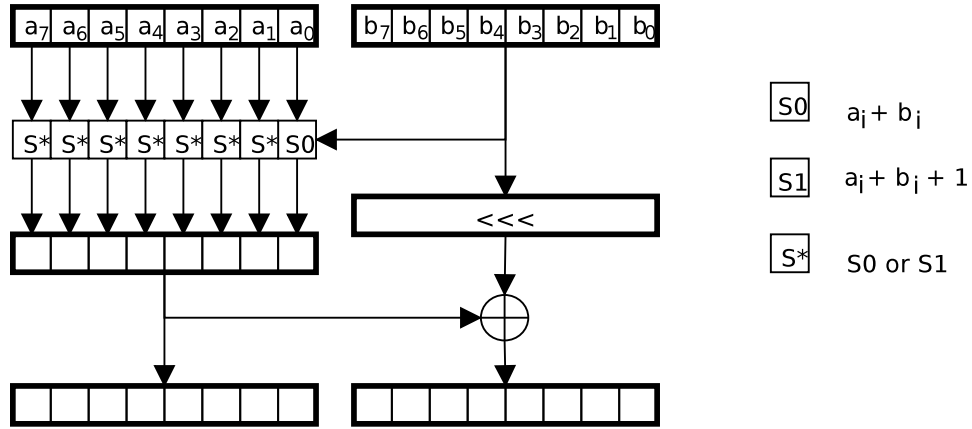 a7 a6 a5 a4 a3 a2 a1 a0
b7 b6 b5 b4 b3 b2 b1 b0
S* S* S* S* S* S* S* S0
<<<
S0 ai + bi
S1 ai + bi + 1
S* S0 or S1